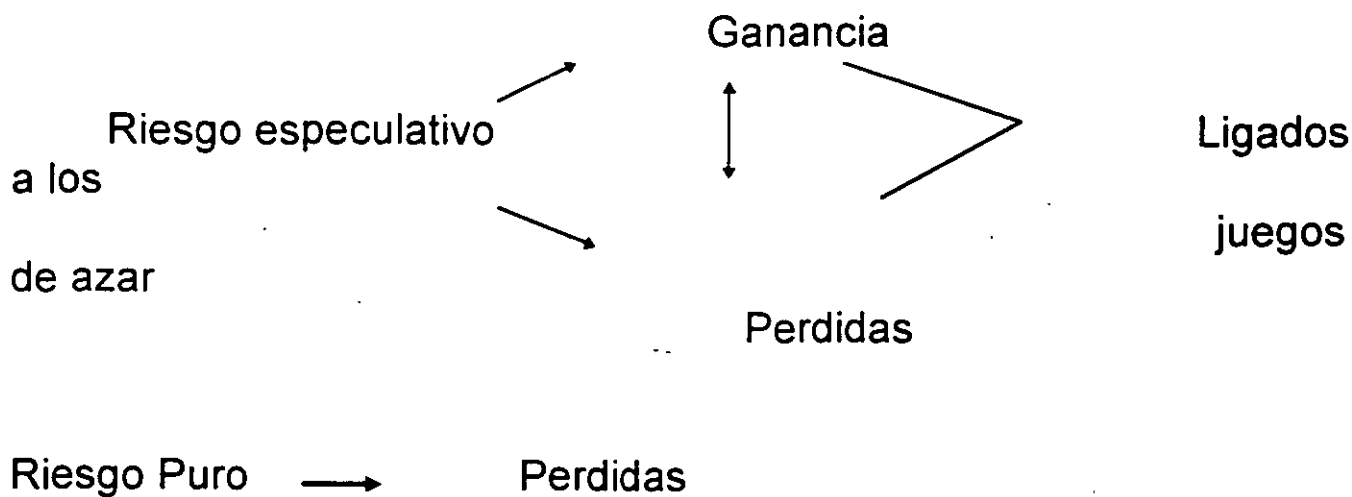 Ganancia
Riesgo especulativo Ligados
a los
juegos
de azar
Perdidas
Riesgo Puro Perdidas